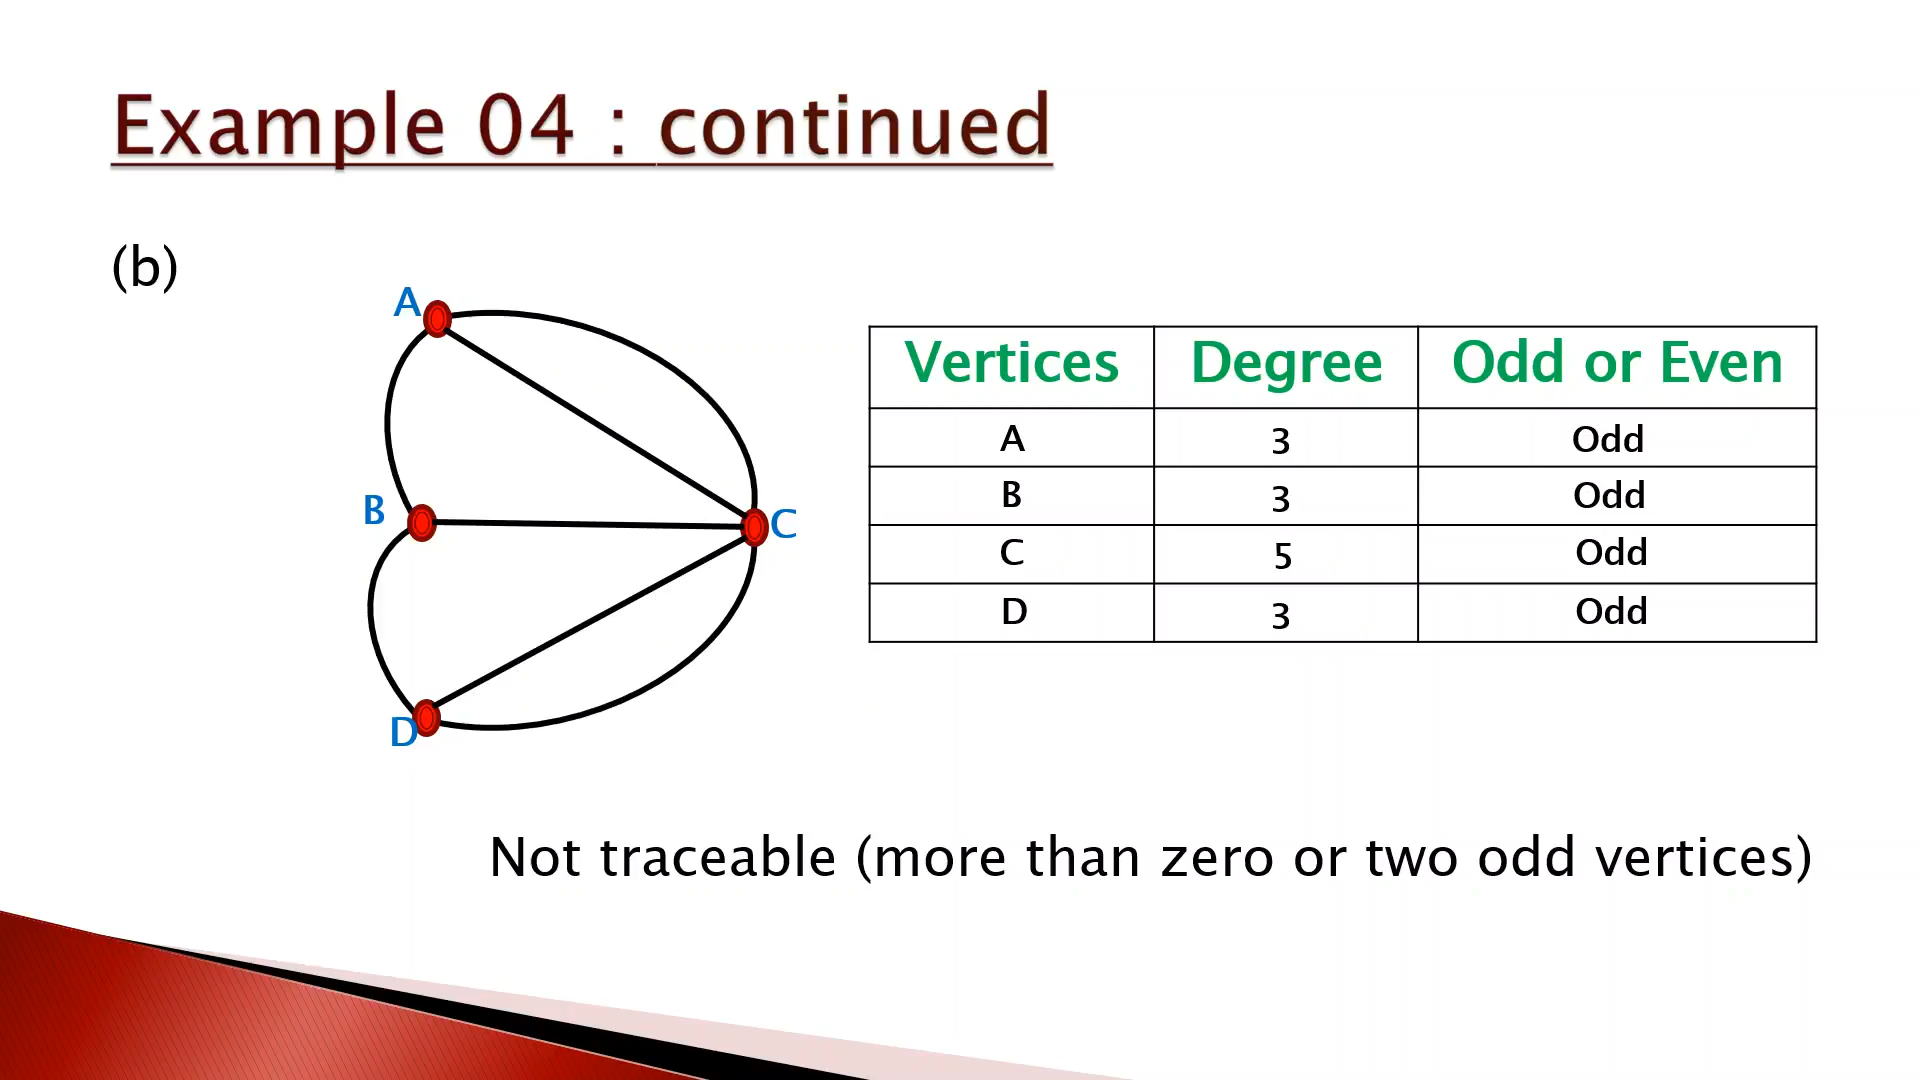 Example 04 : continued
(b)
A
B
C
D
Vertices Degree Odd or Even
A 3 Odd
B 3 Odd
C 5 Odd
D 3 Odd
Not traceable (more than zero or two odd vertices)